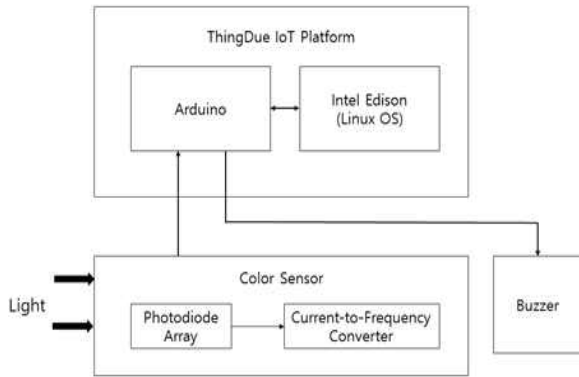 ThingDue IoT Platform
Arduino
Intel Edison
(Linux OS)
Light
Color Sensor
Photodiode
Array
Current-to-Frequency
Converter
Buzzer